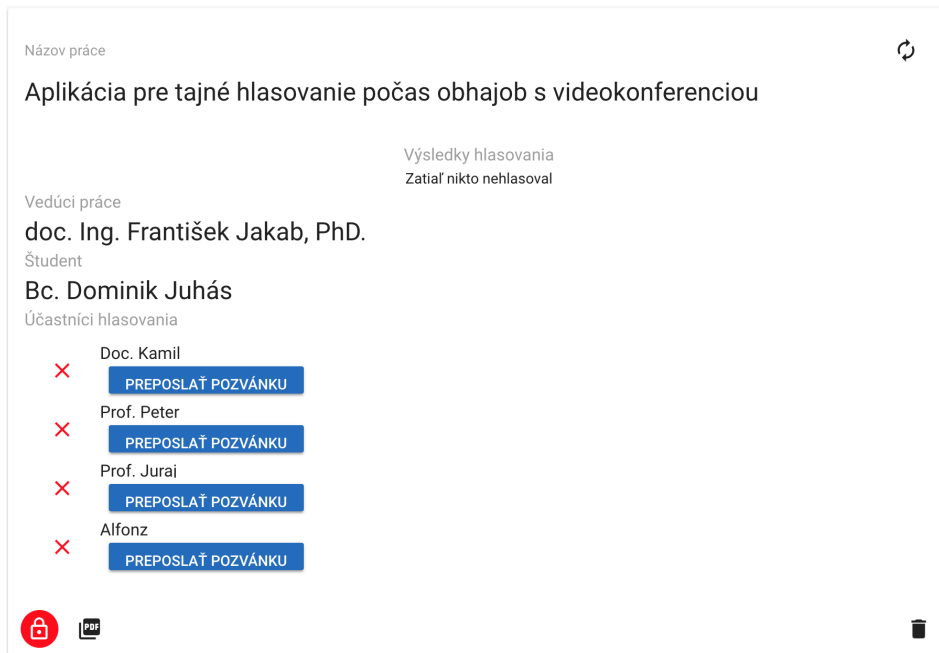 Názov práce
Aplikácia pre tajné hlasovanie počas obhajob s videokonferenciou
Výsledky hlasovania
Zatiaľ nikto nehlasoval
Vedúci práce
doc. Ing. František Jakab, PhD.
Študent
Bc. Dominik Juhás
Účastníci hlasovania
Doc. Kamil
PREPOSLAŤ POZVÁNKU
Prof. Peter
PREPOSLAŤ POZVÁNKU
Prof. Juraj
PREPOSLAŤ POZVÁNKU
Alfonz
PREPOSLAŤ POZVÁNKU
PDF